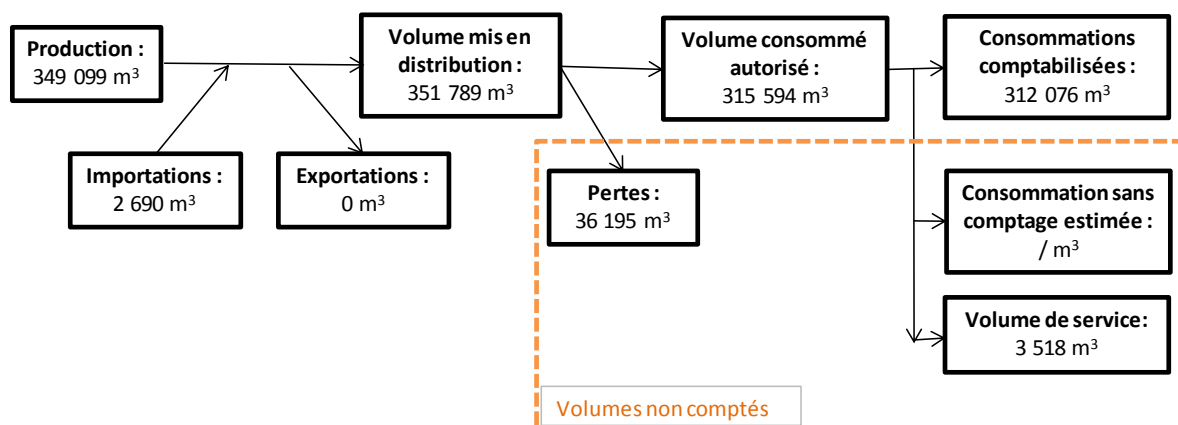 Production :
349 099 m³
Importations :
2 690 m³
Exportations :
0 m³
Volume mis en
distribution :
351 789 m³
Pertes :
36 195 m³
Volume consommé
autorisé :
315 594 m³
Consommations
comptabilisées :
312 076 m³
Consommation sans
comptage estimée :
/ m³
Volume de service:
3 518 m³
Volumes non comptés